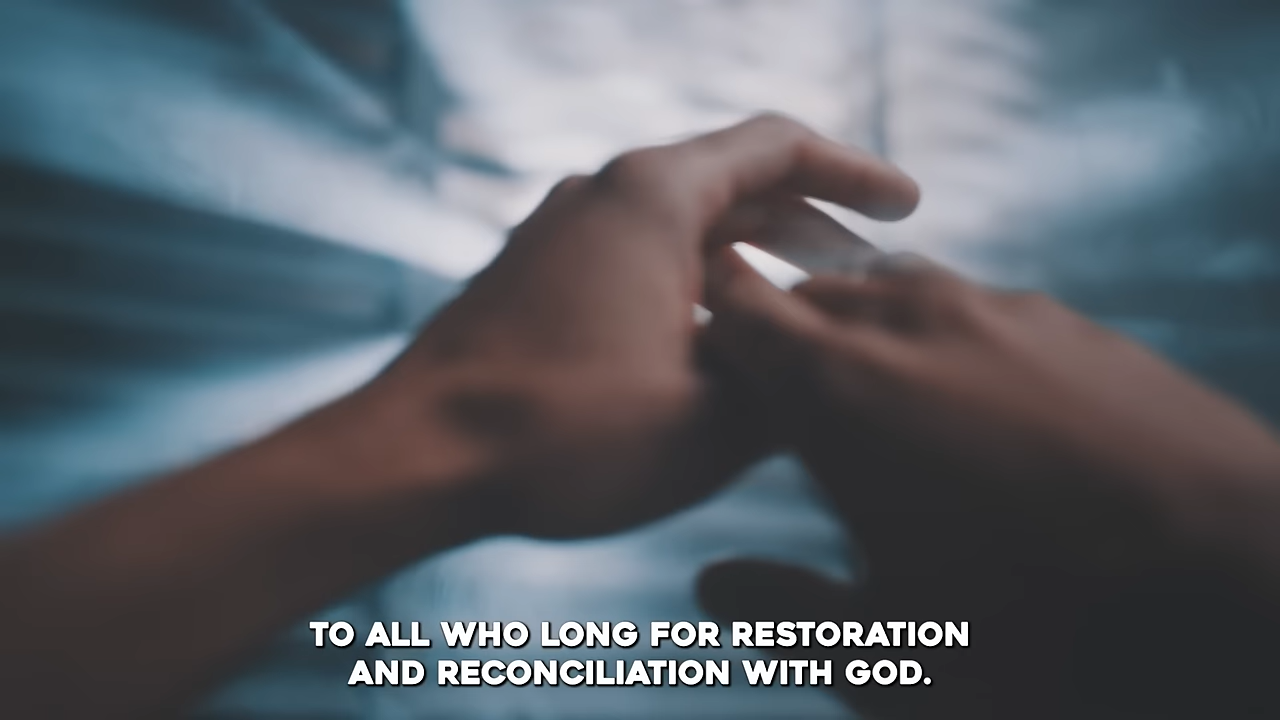 TO ALL WHO LONG FOR RESTORATION
AND RECONCILIATION WITH GOD.